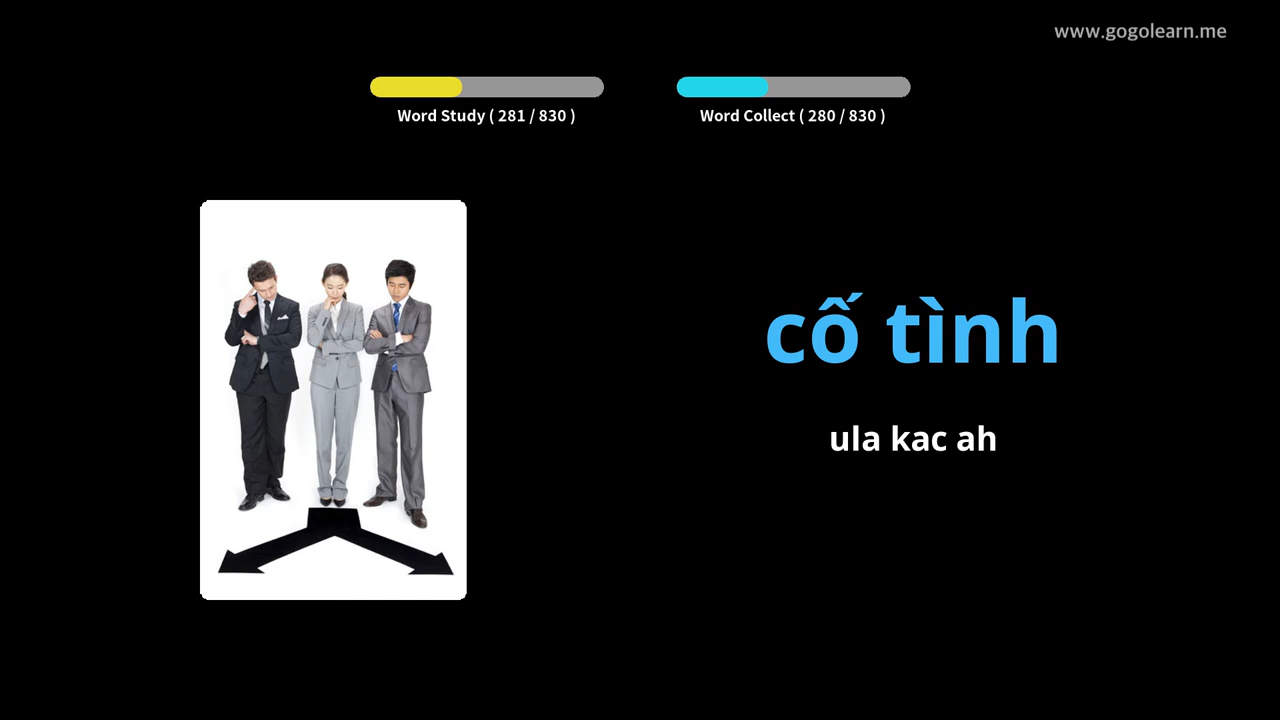 www.gogolearn.me
Word Study ( 281 / 830 )
Word Collect ( 280 / 830 )
cố tình
ula kac ah